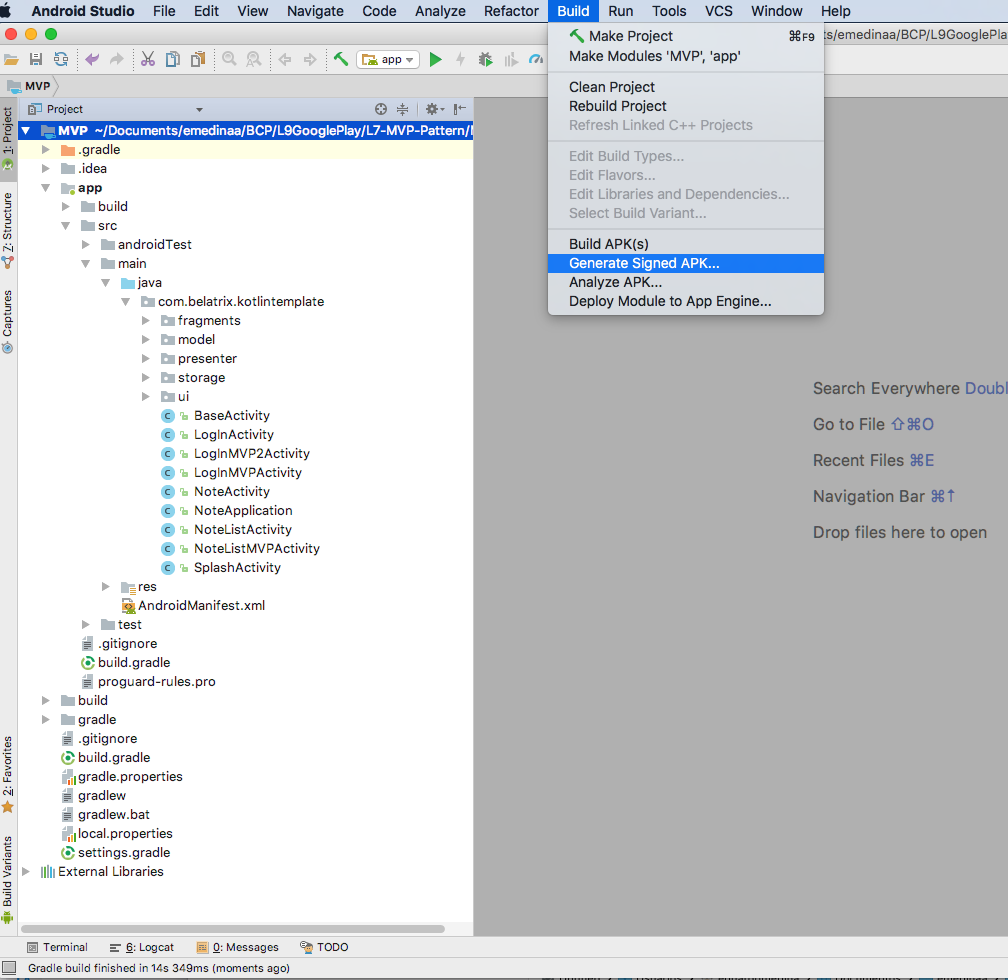 Android Studio File Edit View Navigate Code Analyze Refactor Build Run Tools VCS Window Help
Make Project ⌘F9
Make Modules 'MVP', 'app'
Clean Project
Rebuild Project
Refresh Linked C++ Projects
Edit Build Types...
Edit Flavors...
Edit Libraries and Dependencies...
Select Build Variant...
Build APK(s)
Generate Signed APK...
Analyze APK...
Deploy Module to App Engine...
ts/emedinaa/BCP/L9GooglePla
app
MVP
Project
1: Project
7: Structure
Captures
2: Favorites
Build Variants
MVP ~/Documents/emedinaa/BCP/L9GooglePlay/L7-MVP-Pattern/
.gradle
.idea
app
build
src
androidTest
main
java
com.belatrix.kotlintemplate
fragments
model
presenter
storage
ui
BaseActivity
LogInActivity
LogInMVP2Activity
LogInMVPActivity
NoteActivity
NoteApplication
NoteListActivity
NoteListMVPActivity
SplashActivity
res
AndroidManifest.xml
test
.gitignore
build.gradle
proguard-rules.pro
build
gradle
.gitignore
build.gradle
gradle.properties
gradlew
gradlew.bat
local.properties
settings.gradle
External Libraries
Search Everywhere Doubl
Go to File ⇧⌘O
Recent Files ⌘E
Navigation Bar ⌘↑
Drop files here to open
Terminal 6: Logcat 0: Messages TODO
Gradle build finished in 14s 349ms (moments ago)